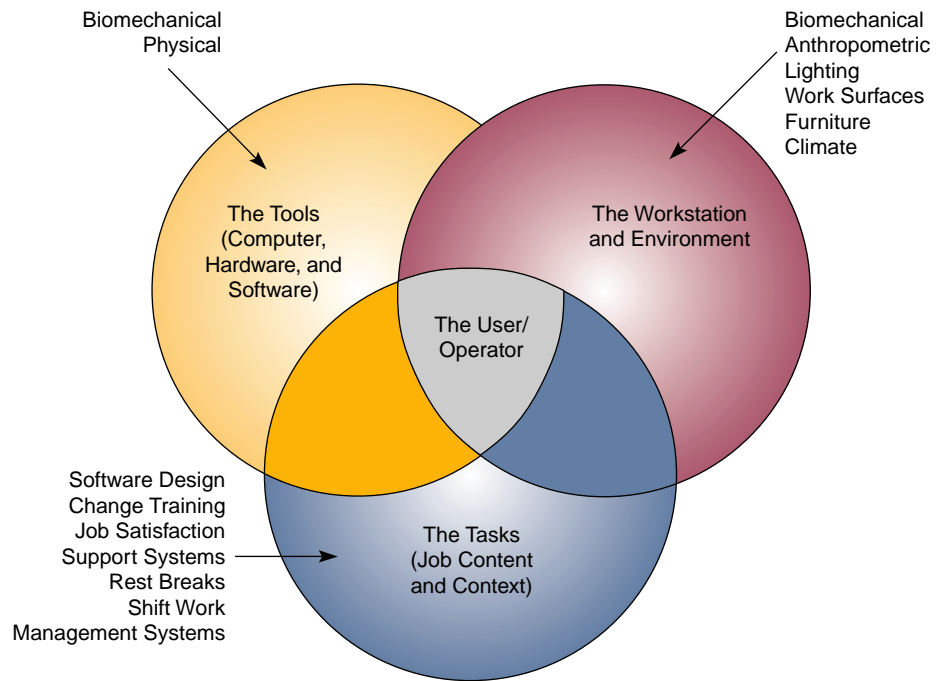 Biomechanical
Physical
Biomechanical
Anthropometric
Lighting
Work Surfaces
Furniture
Climate
The Tools
(Computer,
Hardware, and
Software)
The Workstation
and Environment
The User/
Operator
Software Design
Change Training
Job Satisfaction
Support Systems
Rest Breaks
Shift Work
Management Systems
The Tasks
(Job Content
and Context)